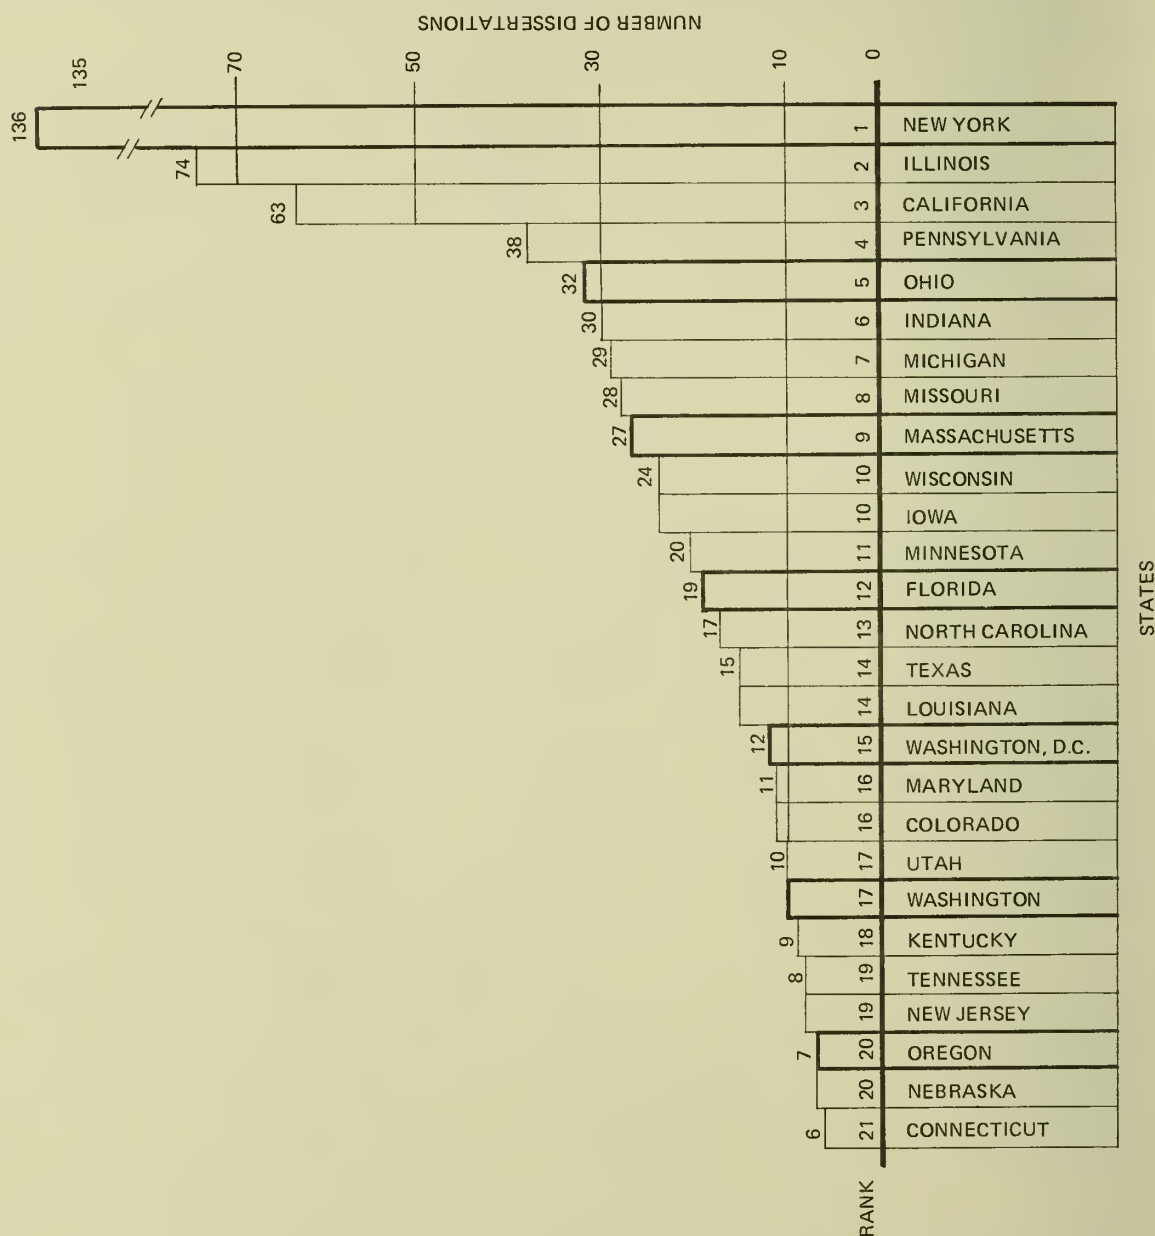 NUMBER OF DISSERTATIONS
135
70
50
30
10
0
136
1 NEW YORK
74
2 ILLINOIS
63
3 CALIFORNIA
38
4 PENNSYLVANIA
32
5 OHIO
30
6 INDIANA
29
7 MICHIGAN
28
8 MISSOURI
27
9 MASSACHUSETTS
24
10 WISCONSIN
10 IOWA
20
11 MINNESOTA
19
12 FLORIDA
17
13 NORTH CAROLINA
15
14 TEXAS
14 LOUISIANA
12
15 WASHINGTON, D.C.
11
16 MARYLAND
16 COLORADO
10
17 UTAH
17 WASHINGTON
9
18 KENTUCKY
8
19 TENNESSEE
19 NEW JERSEY
7
20 OREGON
20 NEBRASKA
6
21 CONNECTICUT
RANK
STATES